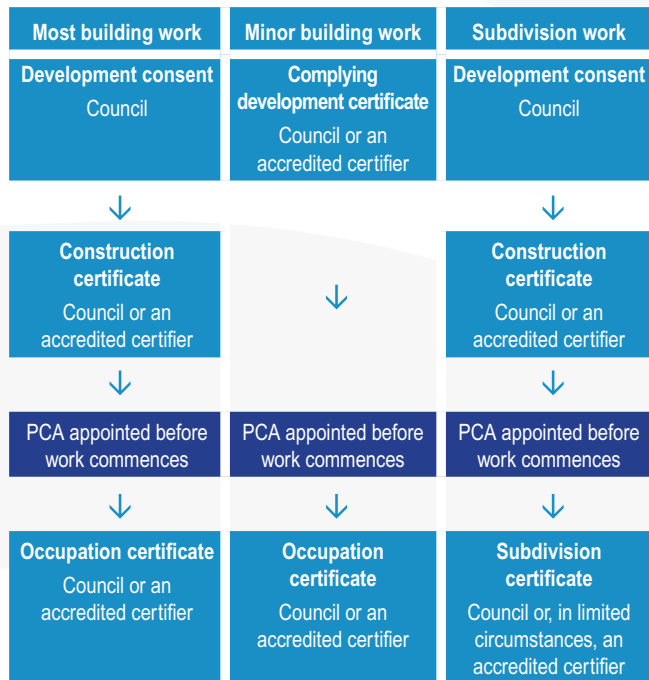 Most building work
Minor building work
Subdivision work
Development consent
Council
Complying
development certificate
Council or an
accredited certifier
Development consent
Council
Construction
certificate
Council or an
accredited certifier
Construction
certificate
Council or an
accredited certifier
PCA appointed before
work commences
PCA appointed before
work commences
PCA appointed before
work commences
Occupation certificate
Council or an
accredited certifier
Occupation
certificate
Council or an
accredited certifier
Subdivision
certificate
Council or, in limited
circumstances, an
accredited certifier